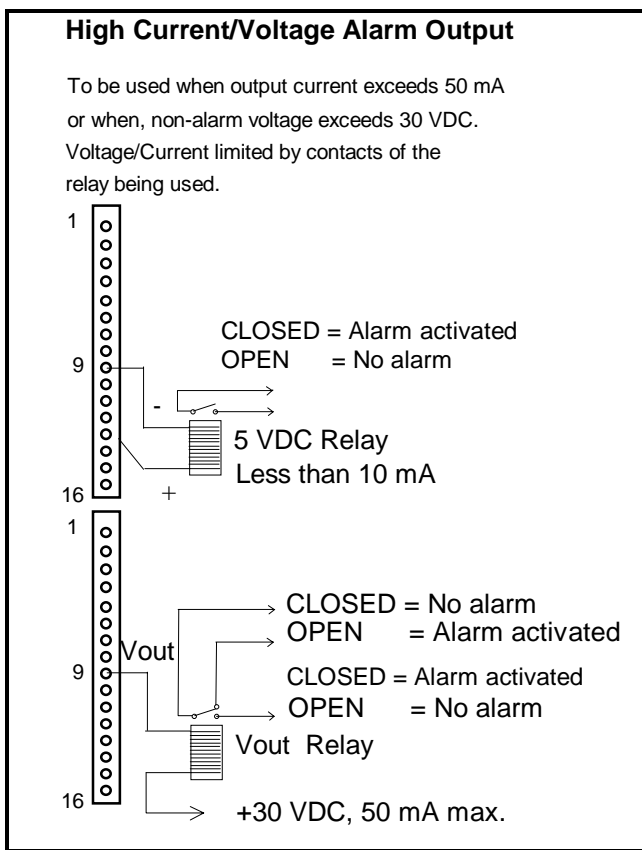 High Current/Voltage Alarm Output
To be used when output current exceeds 50 mA
or when, non-alarm voltage exceeds 30 VDC.
Voltage/Current limited by contacts of the
relay being used.
1
CLOSED = Alarm activated
OPEN = No alarm
9
-
5 VDC Relay
Less than 10 mA
16
+
1
CLOSED = No alarm
OPEN = Alarm activated
Vout
9
CLOSED = Alarm activated
OPEN = No alarm
Vout Relay
16
+30 VDC, 50 mA max.